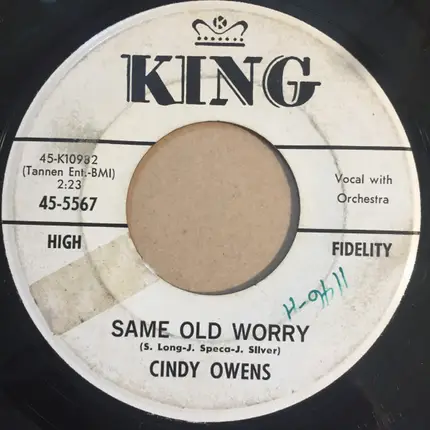 K
KING
45-K10982
(Tannen Ent.-BMI)
2:23
45-5567
Vocal with
Orchestra
HIGH
FIDELITY
1146-H
SAME OLD WORRY
(S. Long-J. Speca-J. Silver)
CINDY OWENS